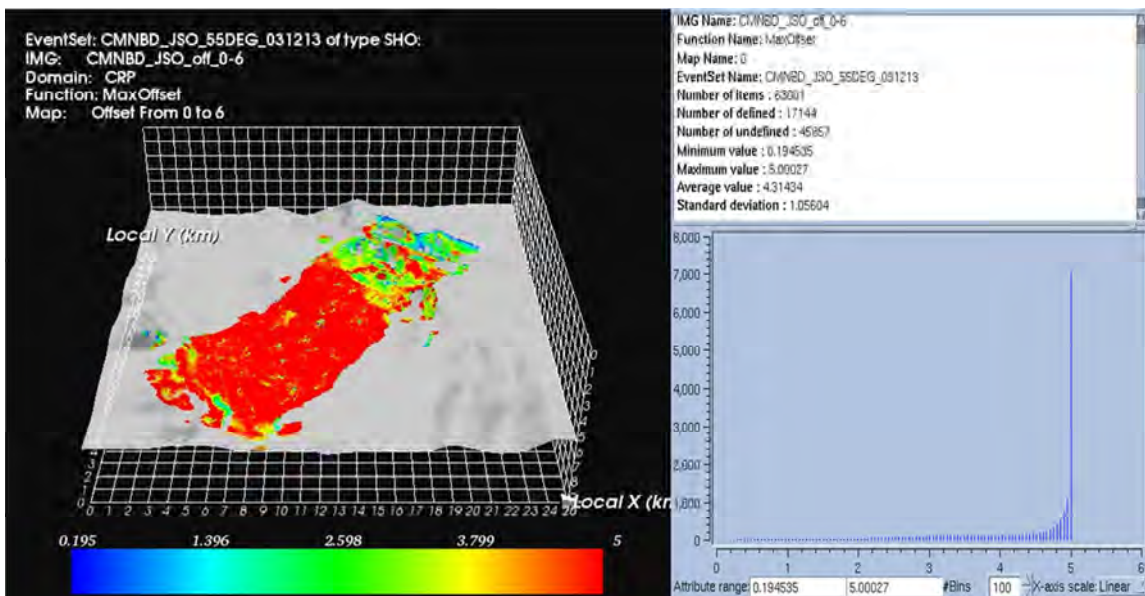 EventSet: CMNBD_JSO_55DEG_031213 of type SHO:
IMG: CMNBD_JSO_off_0-6
Domain: CRP
Function: MaxOffset
Map: Offset From 0 to 6
Local Y (km)
0 1 2 3 4 5 6 7 8 9 10 11 12 13 14 15 16 17 18 19 20 21 22 23 24 25
Local X (km
0.195 1.396 2.598 3.799 5
IMG Name: CMNBD_JSO_off_0-6
Function Name: MaxOffset
Map Name: 0
EventSet Name: CMNBD_JSO_55DEG_031213
Number of items : 63001
Number of defined : 17144
Number of undefined : 45857
Minimum value : 0.194535
Maximum value : 5.00027
Average value : 4.31434
Standard deviation : 1.05604
8,000
7,000
6,000
5,000
4,000
3,000
2,000
1,000
0
0 1 2 3 4 5 6
Attribute range: 0.194535 5.00027 #Bins 100 X-axis scale: Linear